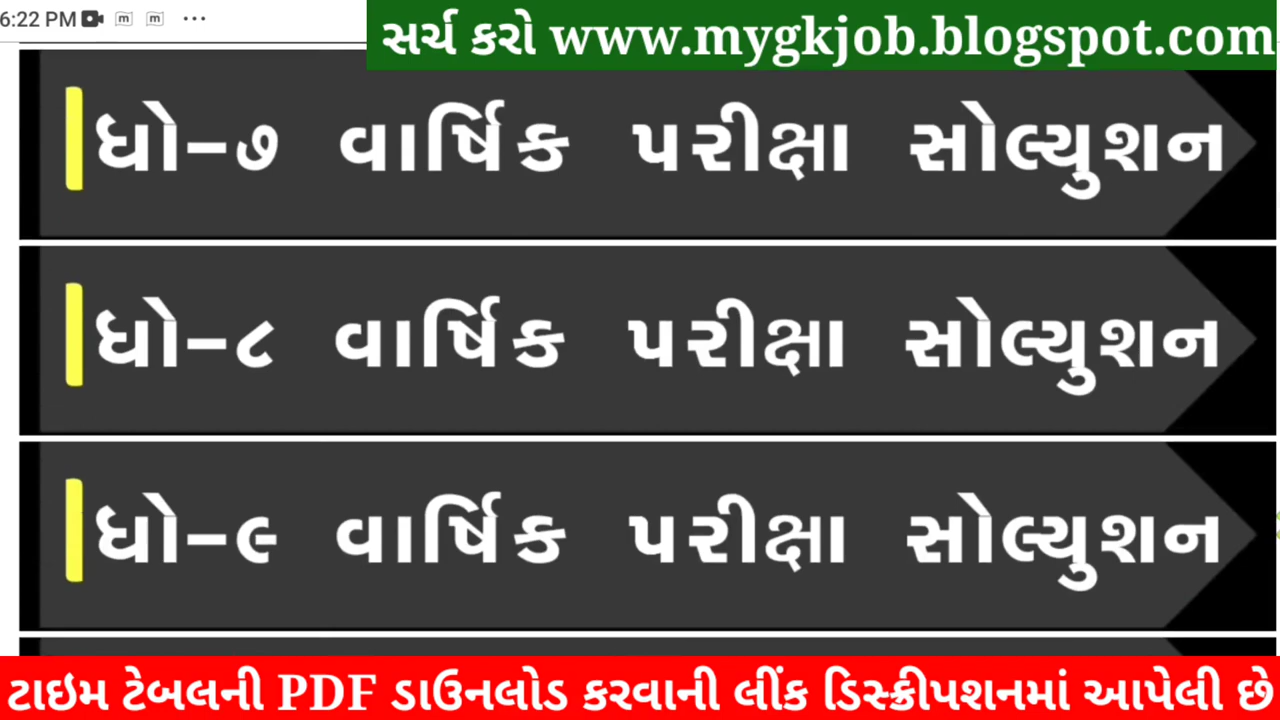 6:22 PM
સર્ચ કરો www.mygkjob.blogspot.com
ધો-૭ વાર્ષિક પરીક્ષા સોલ્યુશન
ધો-૮ વાર્ષિક પરીક્ષા સોલ્યુશન
ધો-૯ વાર્ષિક પરીક્ષા સોલ્યુશન
ટાઇમ ટેબલની PDF ડાઉનલોડ કરવાની લીંક ડિસ્ક્રીપશનમાં આપેલી છે